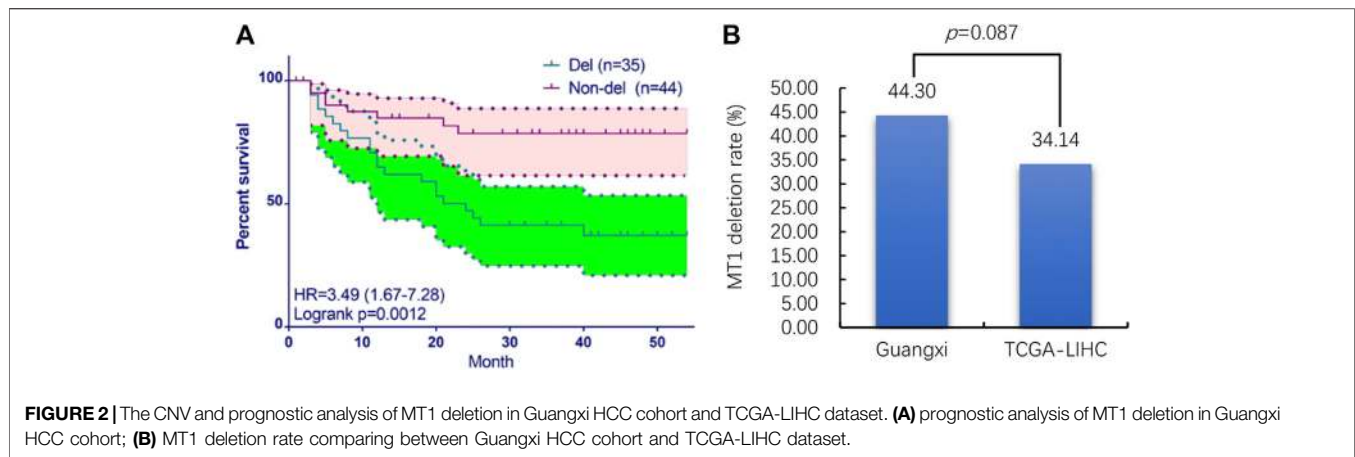 A
Del (n=35)
Non-del (n=44)
100
50
0
Percent survival
HR=3.49 (1.67-7.28)
Logrank p=0.0012
0 10 20 30 40 50
Month
B
p=0.087
50.00
45.00
40.00
35.00
30.00
25.00
20.00
15.00
10.00
5.00
0.00
MT1 deletion rate (%)
44.30
34.14
Guangxi TCGA-LIHC
FIGURE 2 | The CNV and prognostic analysis of MT1 deletion in Guangxi HCC cohort and TCGA-LIHC dataset. (A) prognostic analysis of MT1 deletion in Guangxi
HCC cohort; (B) MT1 deletion rate comparing between Guangxi HCC cohort and TCGA-LIHC dataset.